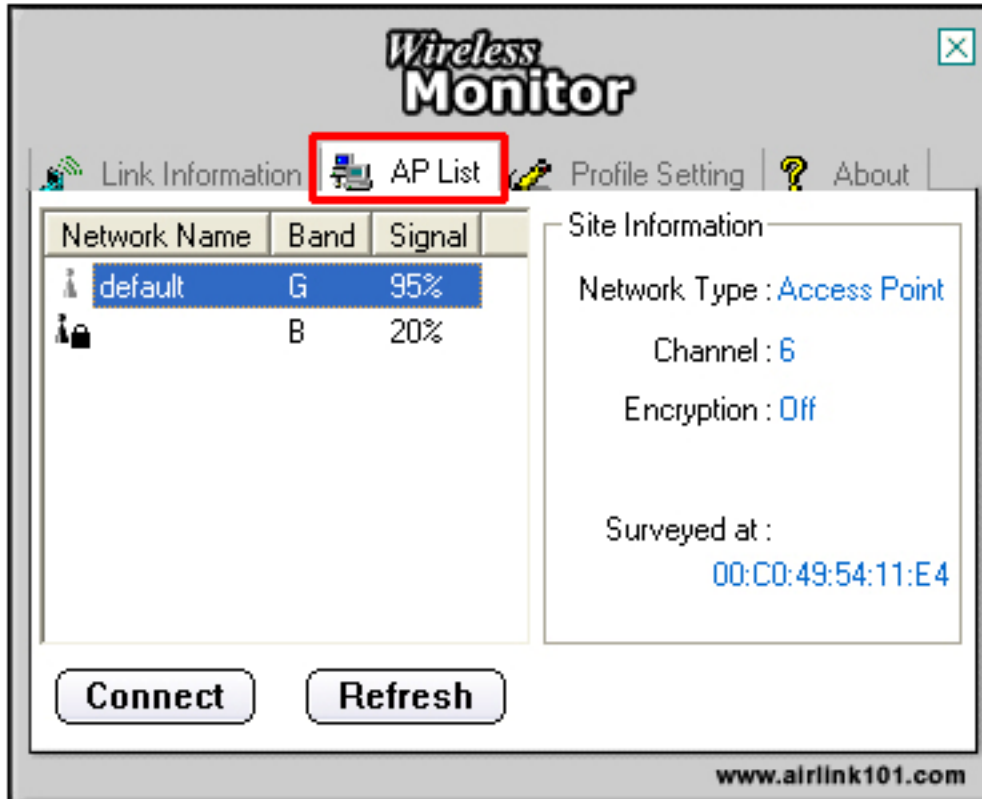 Wireless
Monitor
Link Information AP List Profile Setting ? About
Network Name Band Signal
default G 95%
B 20%
Site Information
Network Type : Access Point
Channel : 6
Encryption : Off
Surveyed at :
00:C0:49:54:11:E4
Connect Refresh
www.airlink101.com